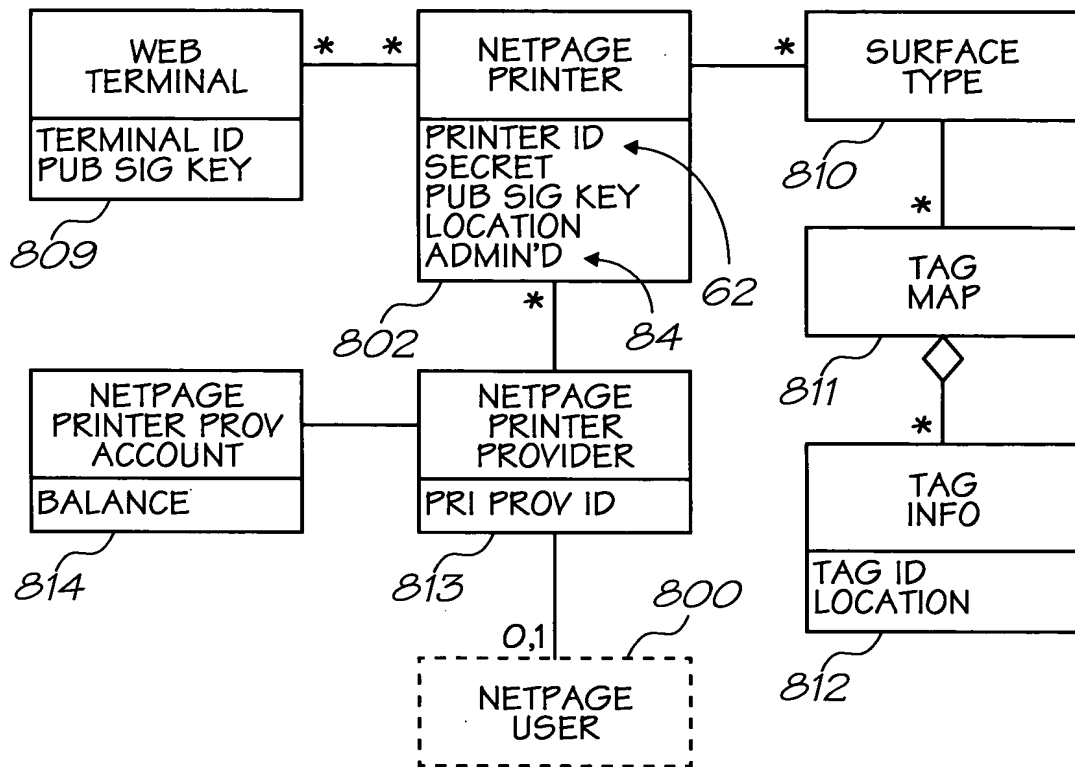 WEB
TERMINAL
TERMINAL ID
PUB SIG KEY
809
*
*
NETPAGE
PRINTER
PRINTER ID
SECRET
PUB SIG KEY
LOCATION
ADMIN'D
62
84
802
*
*
SURFACE
TYPE
810
*
TAG
MAP
811
*
TAG
INFO
TAG ID
LOCATION
812
NETPAGE
PRINTER PROV
ACCOUNT
BALANCE
814
NETPAGE
PRINTER
PROVIDER
PRI PROV ID
813
800
0,1
NETPAGE
USER